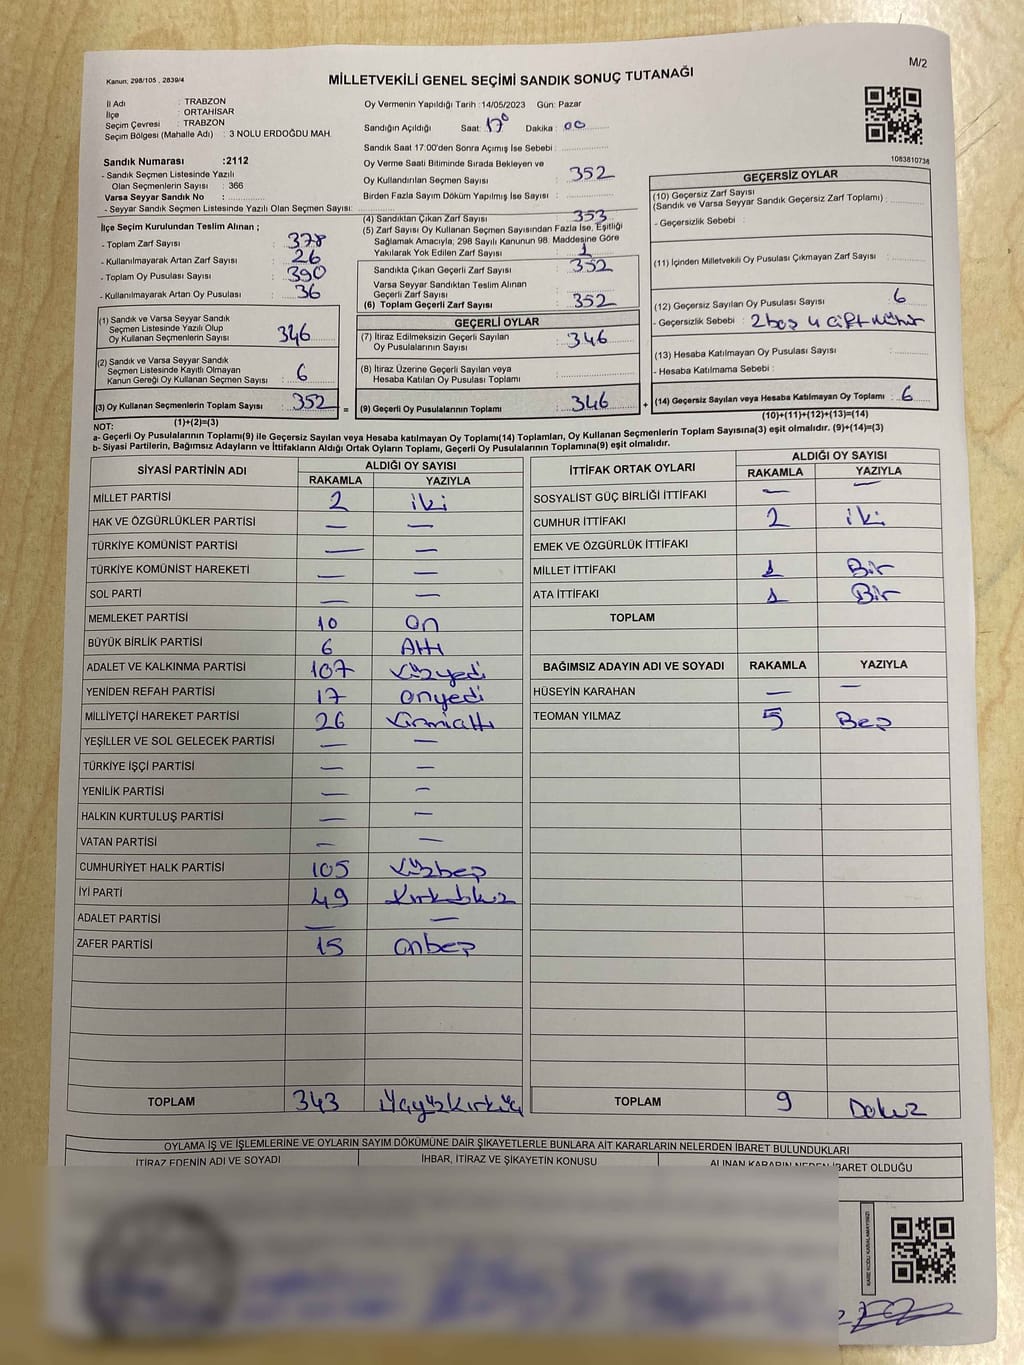 Kanun; 298/105 , 2839/4
MİLLETVEKİLİ GENEL SEÇİMİ SANDIK SONUÇ TUTANAĞI
M/2
İl Adı : TRABZON
İlçe : ORTAHİSAR
Seçim Çevresi : TRABZON
Seçim Bölgesi (Mahalle Adı) : 3 NOLU ERDOĞDU MAH.
Oy Vermenin Yapıldığı Tarih : 14/05/2023 Gün: Pazar
Sandığın Açıldığı Saat: 17⁰ Dakika : 00
Sandık Saat 17:00'den Sonra Açımış İse Sebebi :
Sandık Numarası :2112
- Sandık Seçmen Listesinde Yazılı
Olan Seçmenlerin Sayısı : 366
Varsa Seyyar Sandık No :
- Seyyar Sandık Seçmen Listesinde Yazılı Olan Seçmen Sayısı:
Oy Verme Saati Bitiminde Sırada Bekleyen ve
Oy Kullandırılan Seçmen Sayısı : 352
Birden Fazla Sayım Döküm Yapılmış İse Sayısı :
1083810736
İlçe Seçim Kurulundan Teslim Alınan ;
- Toplam Zarf Sayısı : 378
- Kullanılmayarak Artan Zarf Sayısı : 26
- Toplam Oy Pusulası Sayısı : 390
- Kullanılmayarak Artan Oy Pusulası : 36
(4) Sandıktan Çıkan Zarf Sayısı : 353
(5) Zarf Sayısı Oy Kullanan Seçmen Sayısından Fazla İse, Eşitliği
Sağlamak Amacıyla; 298 Sayılı Kanunun 98. Maddesine Göre
Yakılarak Yok Edilen Zarf Sayısı : 1
Sandıkta Çıkan Geçerli Zarf Sayısı : 352
Varsa Seyyar Sandıktan Teslim Alınan
Geçerli Zarf Sayısı :
(6) Toplam Geçerli Zarf Sayısı : 352
GEÇERSİZ OYLAR
(10) Geçersiz Zarf Sayısı
(Sandık ve Varsa Seyyar Sandık Geçersiz Zarf Toplamı) :
- Geçersizlik Sebebi :
(11) İçinden Milletvekili Oy Pusulası Çıkmayan Zarf Sayısı :
(12) Geçersiz Sayılan Oy Pusulası Sayısı : 6
- Geçersizlik Sebebi : 2 boş 4 çift mühür
(13) Hesaba Katılmayan Oy Pusulası Sayısı :
- Hesaba Katılmama Sebebi :
(14) Geçersiz Sayılan veya Hesaba Katılmayan Oy Toplamı : 6
(10)+(11)+(12)+(13)=(14)
(1) Sandık ve Varsa Seyyar Sandık
Seçmen Listesinde Yazılı Olup
Oy Kullanan Seçmenlerin Sayısı : 346
(2) Sandık ve Varsa Seyyar Sandık
Seçmen Listesinde Kayıtlı Olmayan
Kanun Gereği Oy Kullanan Seçmen Sayısı : 6
(3) Oy Kullanan Seçmenlerin Toplam Sayısı : 352 =
(1)+(2)=(3)
GEÇERLİ OYLAR
(7) İtiraz Edilmeksizin Geçerli Sayılan
Oy Pusulalarının Sayısı : 346
(8) İtiraz Üzerine Geçerli Sayılan veya
Hesaba Katılan Oy Pusulası Toplamı :
(9) Geçerli Oy Pusulalarının Toplamı : 346 +
NOT:
a- Geçerli Oy Pusulalarının Toplamı(9) ile Geçersiz Sayılan veya Hesaba katılmayan Oy Toplamı(14) Toplamları, Oy Kullanan Seçmenlerin Toplam Sayısına(3) eşit olmalıdır. (9)+(14)=(3)
b- Siyasi Partilerin, Bağımsız Adayların ve İttifakların Aldığı Ortak Oyların Toplamı, Geçerli Oy Pusulalarının Toplamına(9) eşit olmalıdır.
SİYASİ PARTİNİN ADI ALDIĞI OY SAYISI
RAKAMLA YAZIYLA
MİLLET PARTİSİ 2 iki
HAK VE ÖZGÜRLÜKLER PARTİSİ — —
TÜRKİYE KOMÜNİST PARTİSİ — —
TÜRKİYE KOMÜNİST HAREKETİ — —
SOL PARTİ — —
MEMLEKET PARTİSİ 10 on
BÜYÜK BİRLİK PARTİSİ 6 Altı
ADALET VE KALKINMA PARTİSİ 107 Yüzyedi
YENİDEN REFAH PARTİSİ 17 onyedi
MİLLİYETÇİ HAREKET PARTİSİ 26 Yirmialtı
YEŞİLLER VE SOL GELECEK PARTİSİ — —
TÜRKİYE İŞÇİ PARTİSİ — —
YENİLİK PARTİSİ — —
HALKIN KURTULUŞ PARTİSİ — —
VATAN PARTİSİ — —
CUMHURİYET HALK PARTİSİ 105 Yüzbeş
İYİ PARTİ 49 Kırkdokuz
ADALET PARTİSİ — —
ZAFER PARTİSİ 15 onbeş
TOPLAM 343 Üçyüzkırküç
İTTİFAK ORTAK OYLARI ALDIĞI OY SAYISI
RAKAMLA YAZIYLA
SOSYALİST GÜÇ BİRLİĞİ İTTİFAKI — —
CUMHUR İTTİFAKI 2 iki
EMEK VE ÖZGÜRLÜK İTTİFAKI
MİLLET İTTİFAKI 1 Bir
ATA İTTİFAKI 1 Bir
TOPLAM
BAĞIMSIZ ADAYIN ADI VE SOYADI RAKAMLA YAZIYLA
HÜSEYİN KARAHAN — —
TEOMAN YILMAZ 5 Beş
TOPLAM 9 Dokuz
OYLAMA İŞ VE İŞLEMLERİNE VE OYLARIN SAYIM DÖKÜMÜNE DAİR ŞİKAYETLERLE BUNLARA AİT KARARLARIN NELERDEN İBARET BULUNDUKLARI
İTİRAZ EDENİN ADI VE SOYADI İHBAR, İTİRAZ VE ŞİKAYETİN KONUSU ALINAN KARARIN NEDEN İBARET OLDUĞU
KARE KODU KARALAMAYINIZ!